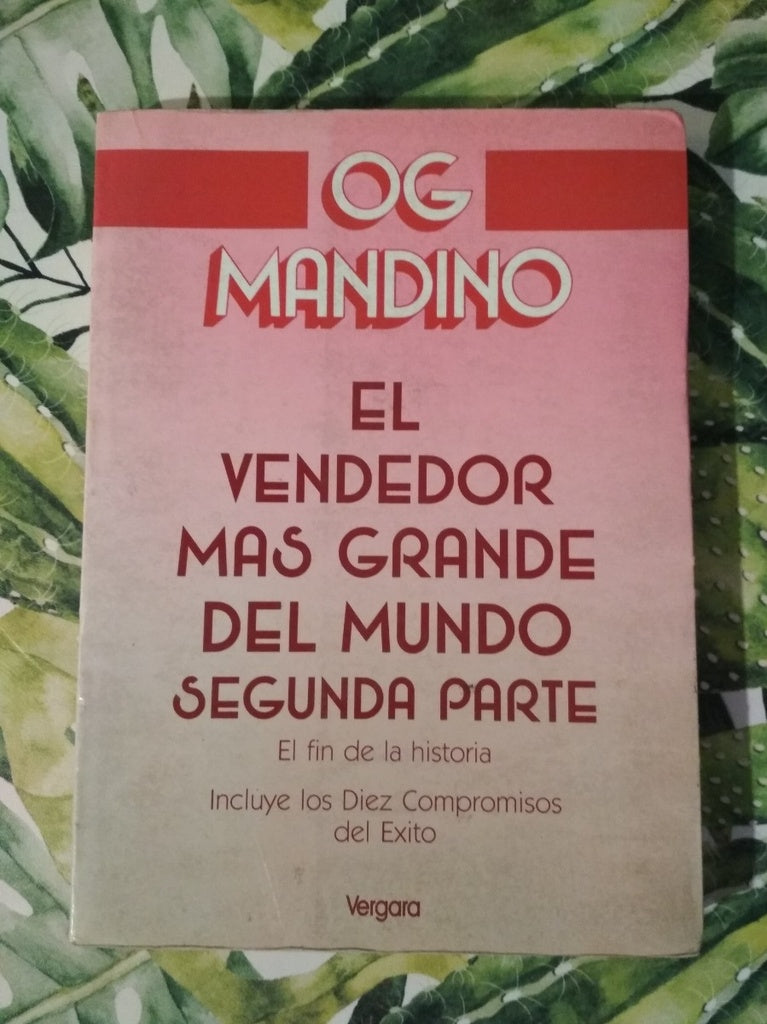 OG
MANDINO
EL
VENDEDOR
MAS GRANDE
DEL MUNDO
SEGUNDA PARTE
El fin de la historia
Incluye los Diez Compromisos
del Exito
Vergara